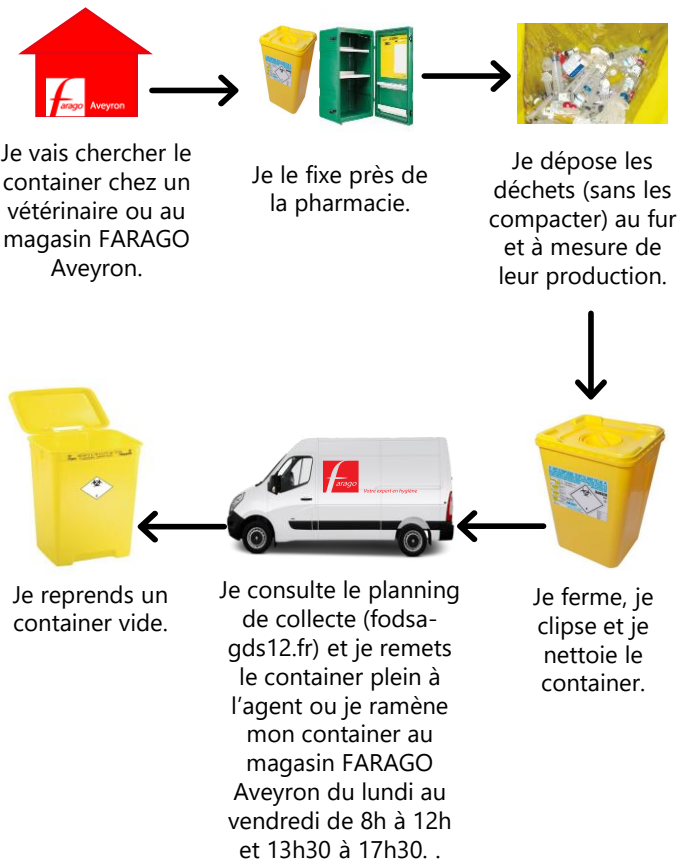 farago Aveyron
Je vais chercher le
container chez un
vétérinaire ou au
magasin FARAGO
Aveyron.
Je le fixe près de
la pharmacie.
Je dépose les
déchets (sans les
compacter) au fur
et à mesure de
leur production.
Je ferme, je
clipse et je
nettoie le
container.
farago
Votre expert en hygiène
Je consulte le planning
de collecte (fodsa-
gds12.fr) et je remets
le container plein à
l'agent ou je ramène
mon container au
magasin FARAGO
Aveyron du lundi au
vendredi de 8h à 12h
et 13h30 à 17h30. .
Je reprends un
container vide.